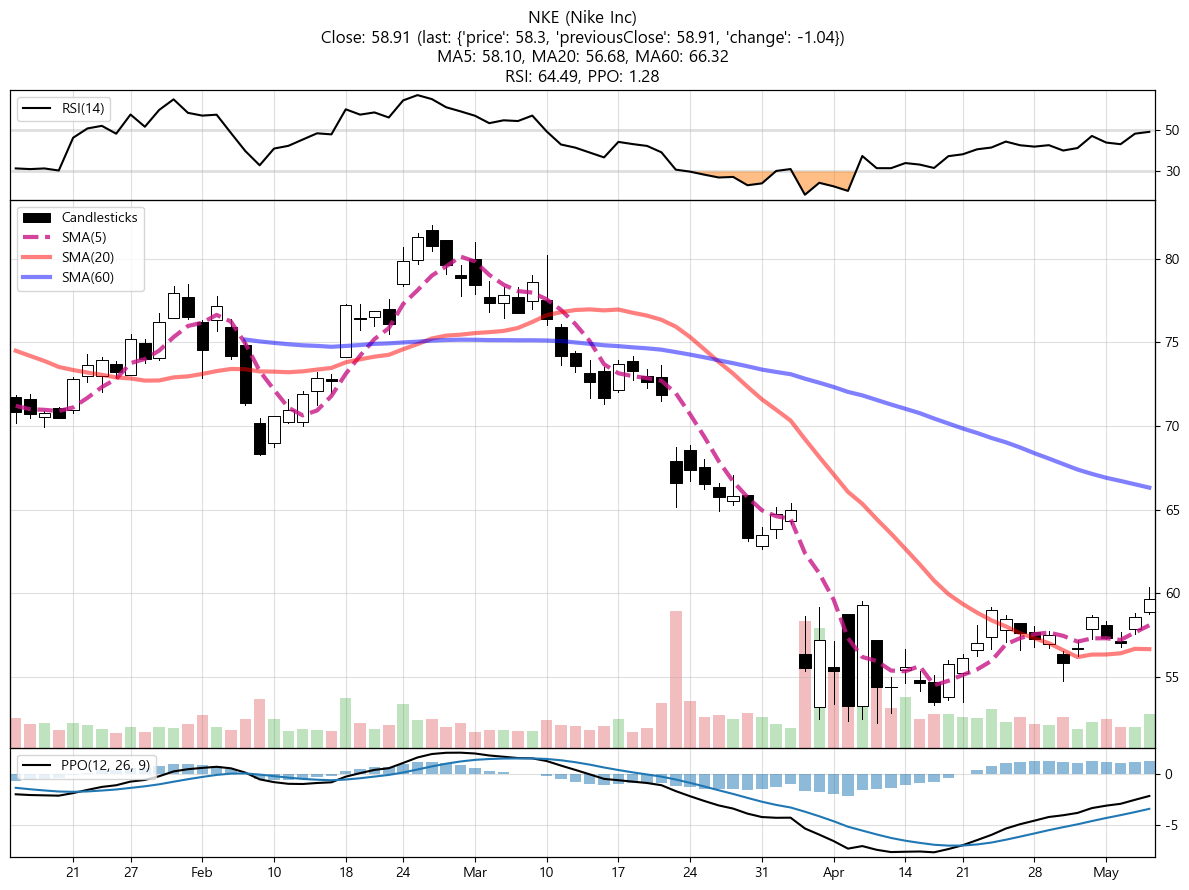 NKE (Nike Inc)
Close: 58.91 (last: {'price': 58.3, 'previousClose': 58.91, 'change': -1.04})
MA5: 58.10, MA20: 56.68, MA60: 66.32
RSI: 64.49, PPO: 1.28
RSI(14)
50
30
Candlesticks
SMA(5)
SMA(20)
SMA(60)
80
75
70
65
60
55
PPO(12, 26, 9)
0
-5
21 27 Feb 10 18 24 Mar 10 17 24 31 Apr 14 21 28 May